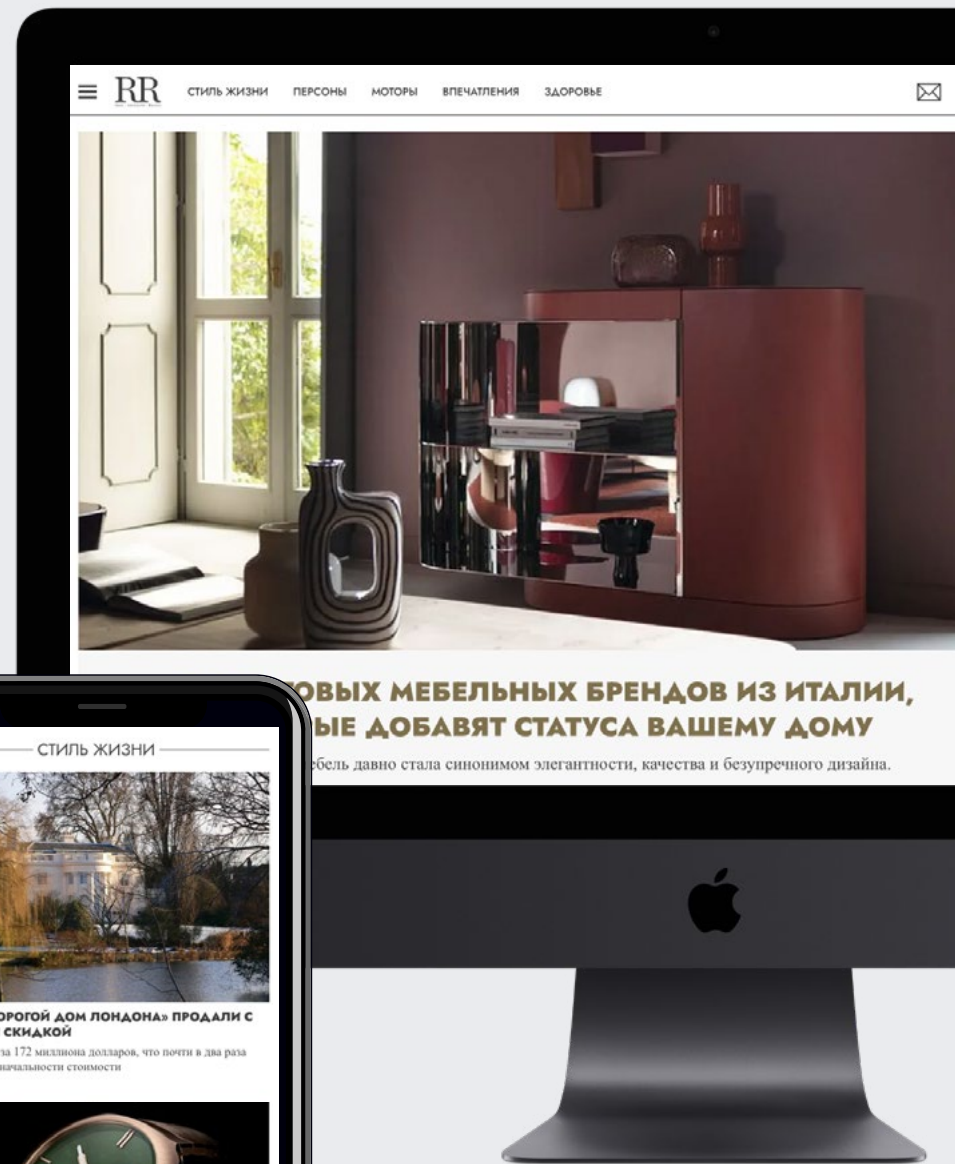 RR
СТИЛЬ ЖИЗНИ ПЕРСОНЫ МОТОРЫ ВПЕЧАТЛЕНИЯ ЗДОРОВЬЕ
ОВЫХ МЕБЕЛЬНЫХ БРЕНДОВ ИЗ ИТАЛИИ,
ЫЕ ДОБАВЯТ СТАТУСА ВАШЕМУ ДОМУ
ебель давно стала синонимом элегантности, качества и безупречного дизайна.
СТИЛЬ ЖИЗНИ
ОРОГОЙ ДОМ ЛОНДОНА» ПРОДАЛИ С
СКИДКОЙ
за 172 миллиона долларов, что почти в два раза
начальности стоимости